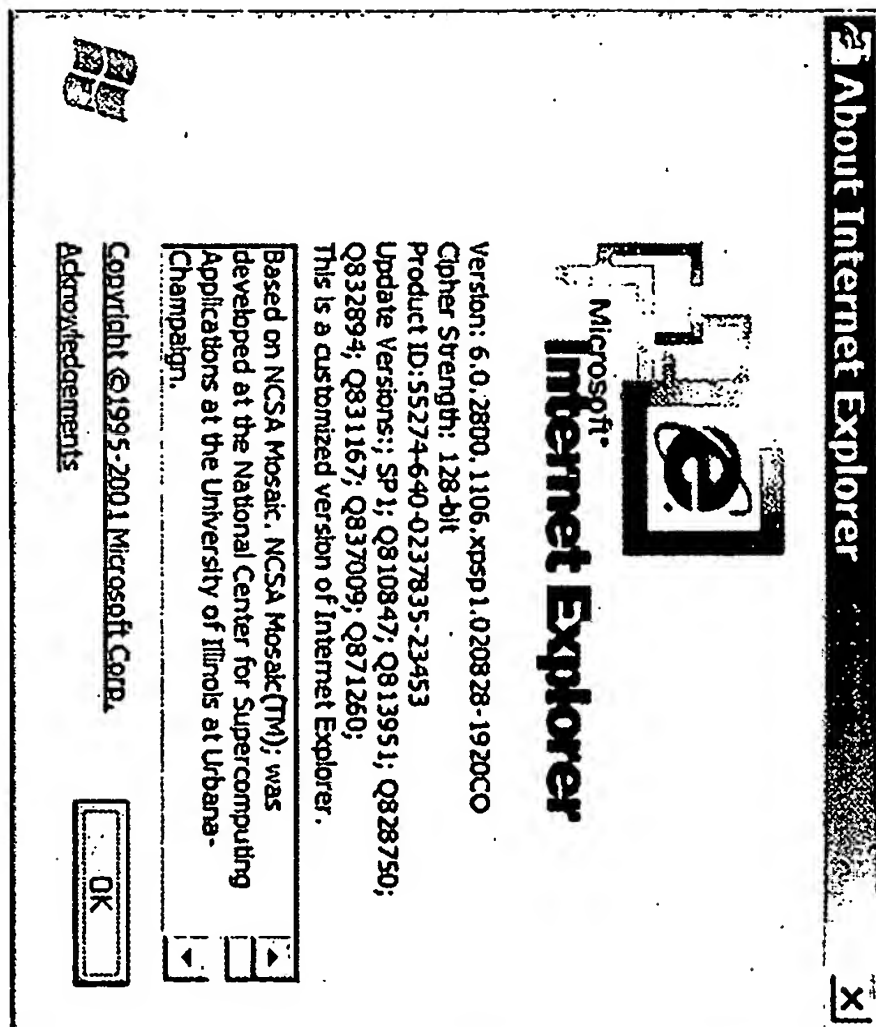 About Internet Explorer
Microsoft®
Internet Explorer
Version: 6.0.2800.1106.xpsp1.020828-1920CO
Cipher Strength: 128-bit
Product ID:55274-640-0237835-23453
Update Versions:; SP1; Q810847; Q813951; Q828750;
Q832894; Q831167; Q837009; Q871260;
This is a customized version of Internet Explorer.
Based on NCSA Mosaic. NCSA Mosaic(TM); was
developed at the National Center for Supercomputing
Applications at the University of Illinois at Urbana-
Champaign.
Copyright ©1995-2001 Microsoft Corp.
Acknowledgements
OK